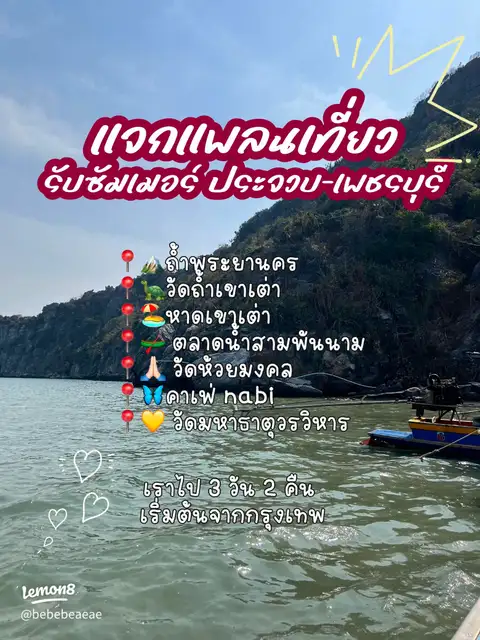 แจกแพลนเที่ยว
รับซัมเมอร์ ประจวบ-เพชรบุรี
📍⛰️ถ้ำพระยานคร
📍🦕วัดถ้ำเขาเต่า
📍🏖️หาดเขาเต่า
📍🛶 ตลาดน้ำสามพันนาม
📍🙏🏻 วัดห้วยมงคล
📍🦋คาเฟ่ nabi
📍💛 วัดมหาธาตุวรวิหาร
เราไป 3 วัน 2 คืน
เริ่มต้นจากกรุงเทพ
lemon8
@bebebeaeae